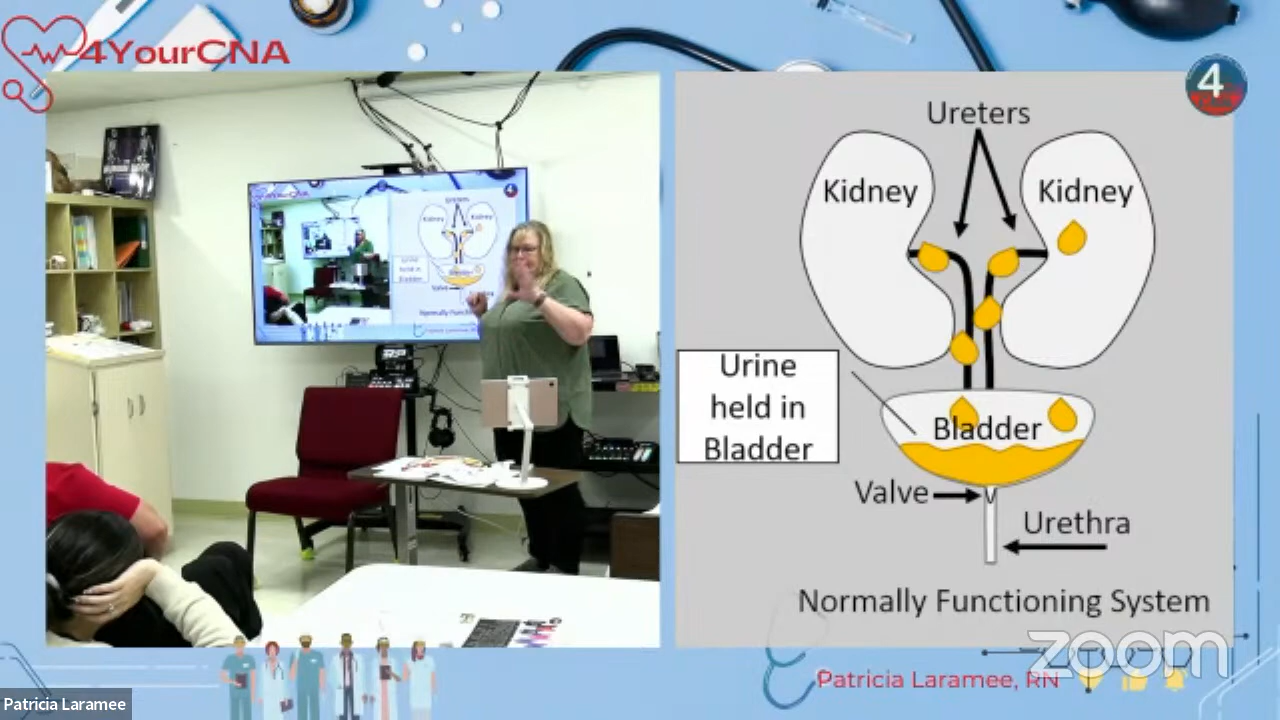 4YourCNA
4
Ureters
Kidney
Kidney
Urine
held in
Bladder
Bladder
Valve
Urethra
Normally Functioning System
zoom
Patricia Laramee, RN
Patricia Laramee